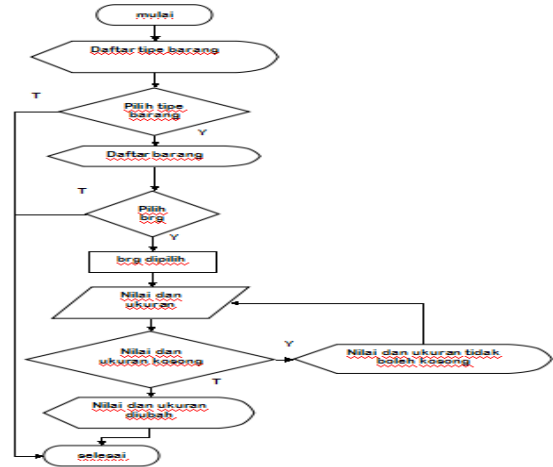 mulai
Daftar tipe barang
T
Pilih tipe
barang
Y
Daftar barang
T
Pilih
brg
Y
brg dipilih
Nilai dan
ukuran
Nilai dan
ukuran kosong
Y
Nilai dan ukuran tidak
boleh kosong
T
Nilai dan ukuran
diubah
selesai